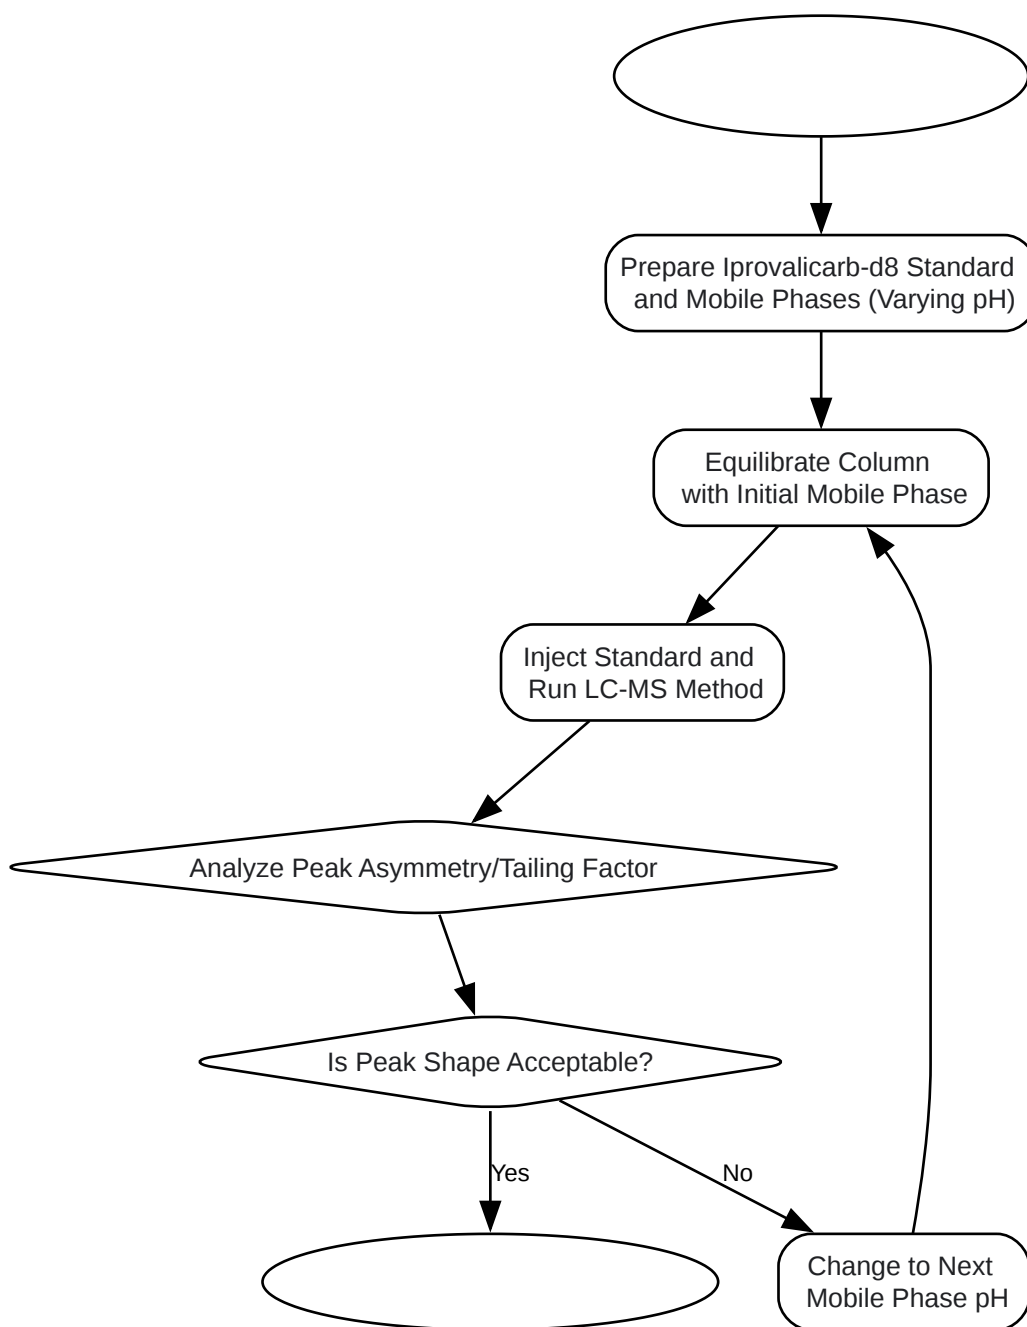 Prepare Iprovalicarb-d8 Standard
and Mobile Phases (Varying pH)
Equilibrate Column
with Initial Mobile Phase
Inject Standard and
Run LC-MS Method
Analyze Peak Asymmetry/Tailing Factor
Is Peak Shape Acceptable?
Yes
No
Change to Next
Mobile Phase pH